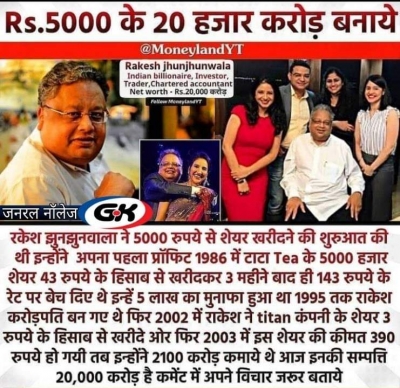 Rs.5000 के 20 हजार करोड़ बनाये
@MoneylandYT
Rakesh jhunjhunwala
Indian billionaire, Investor,
Trader,Chartered accountant
Net worth - Rs.20,000 करोड़
Follow MoneylandYT
जनरल नॉलेज GK
रकेश झुनझुनवाला ने 5000 रुपये से शेयर खरीदने की शुरुआत की
थी इन्होंने अपना पहला प्रॉफिट 1986 में टाटा Tea के 5000 हजार
शेयर 43 रुपये के हिसाब से खरीदकर 3 महीने बाद ही 143 रुपये के
रेट पर बेच दिए थे इन्हें 5 लाख का मुनाफा हुआ था 1995 तक राकेश
करोड़पति बन गए थे फिर 2002 में राकेश ने titan कंपनी के शेयर 3
रुपये के हिसाब से खरीदे ओर फिर 2003 में इस शेयर की कीमत 390
रुपये हो गयी तब इन्होंने 2100 करोड़ कमाये थे आज इनकी सम्पत्ति
20,000 करोड़ है कमेंट में अपने विचार जरूर बताये